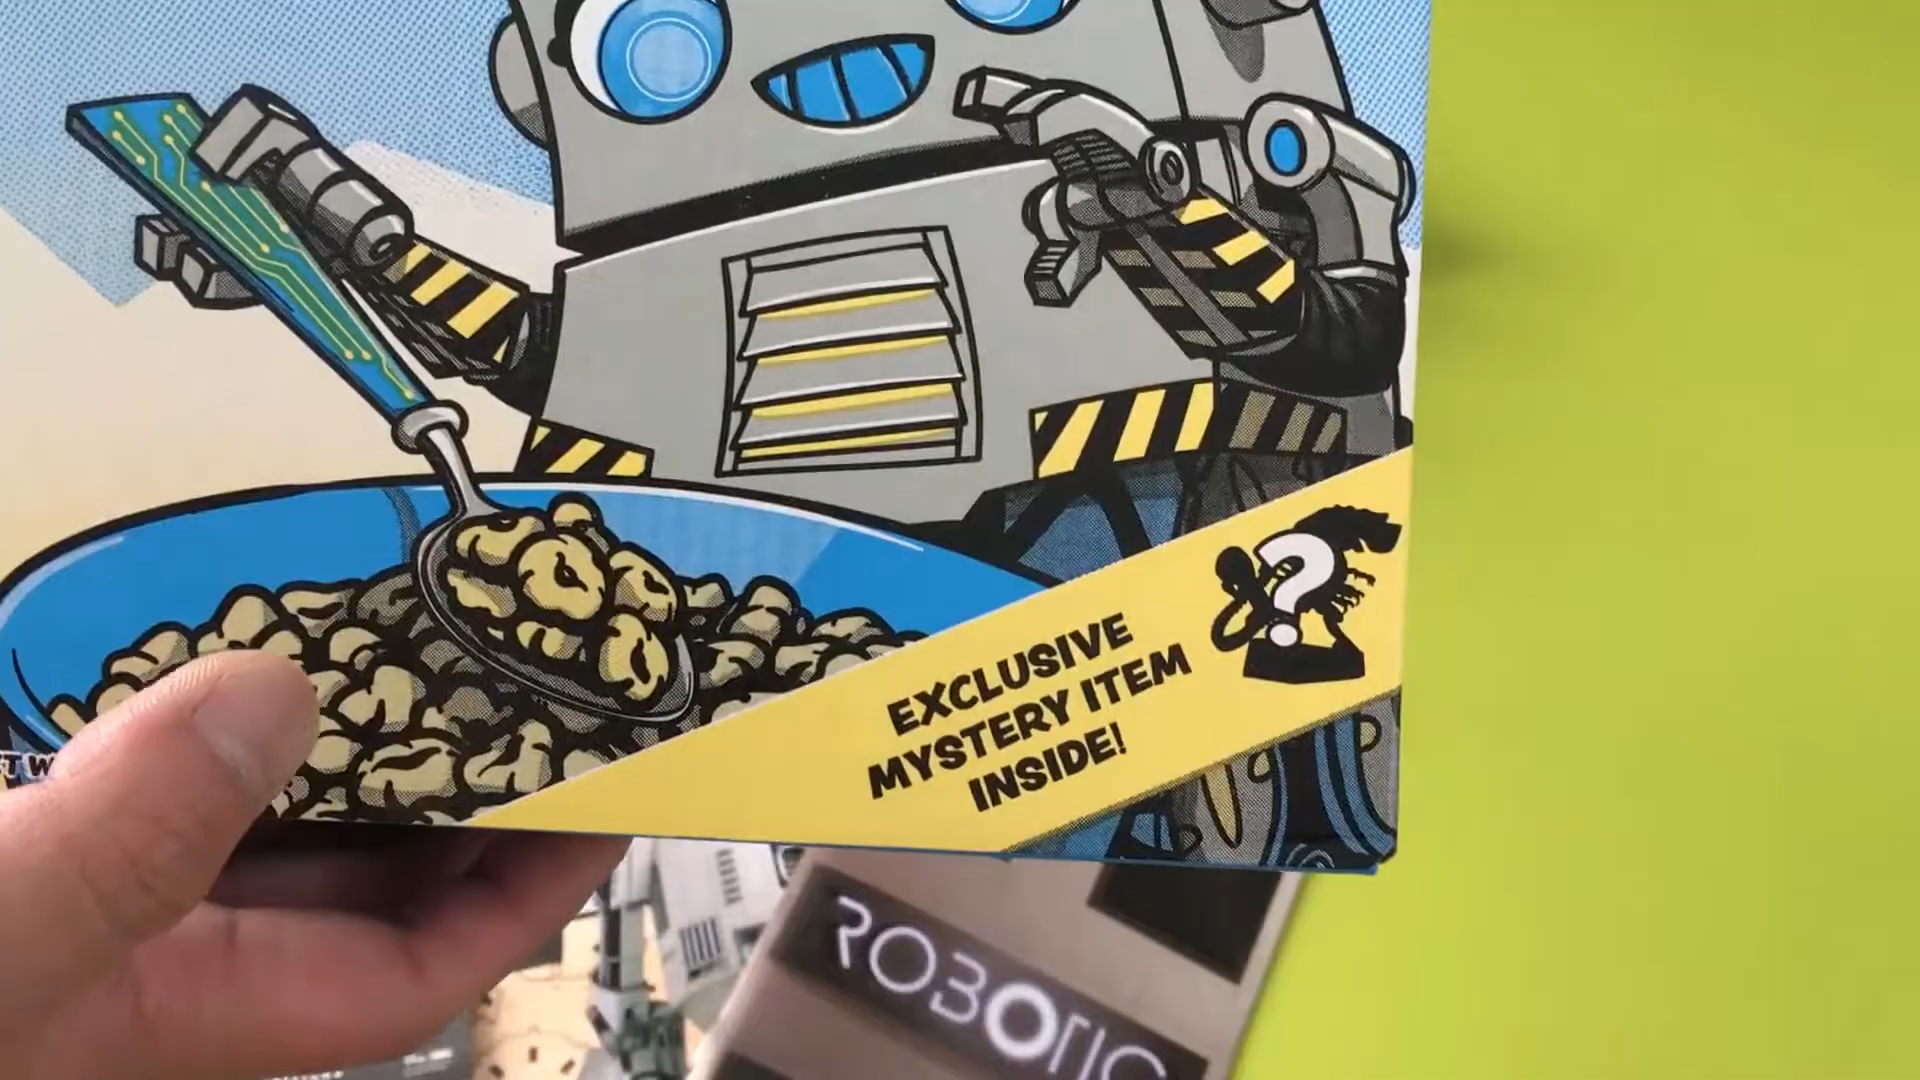 EXCLUSIVE
MYSTERY ITEM
INSIDE!
?
ROBOTIC